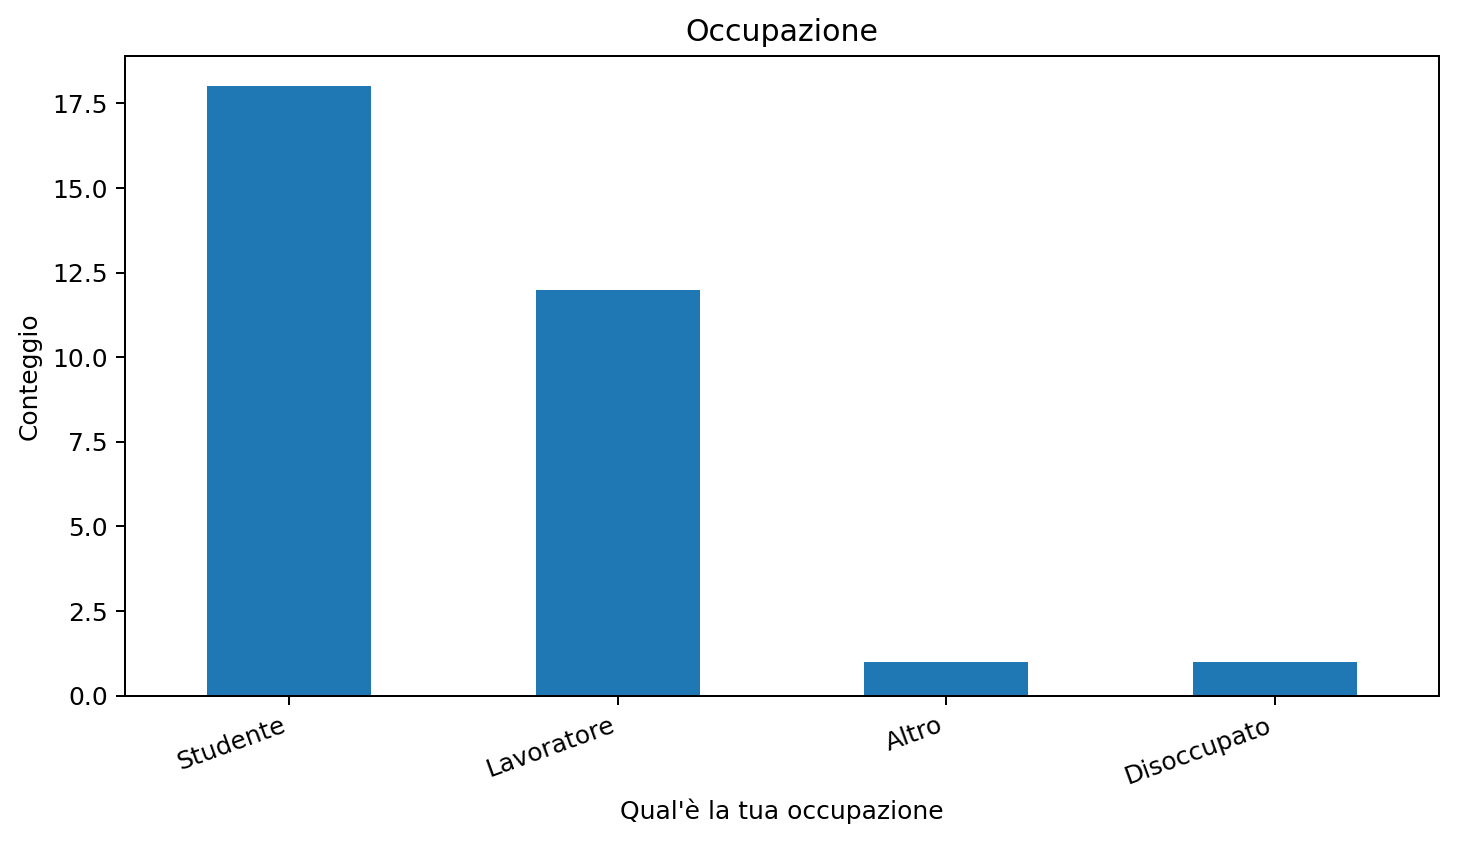 Occupazione
17.5
15.0
12.5
10.0
7.5
5.0
2.5
0.0
Conteggio
Studente
Lavoratore
Altro
Disoccupato
Qual'è la tua occupazione